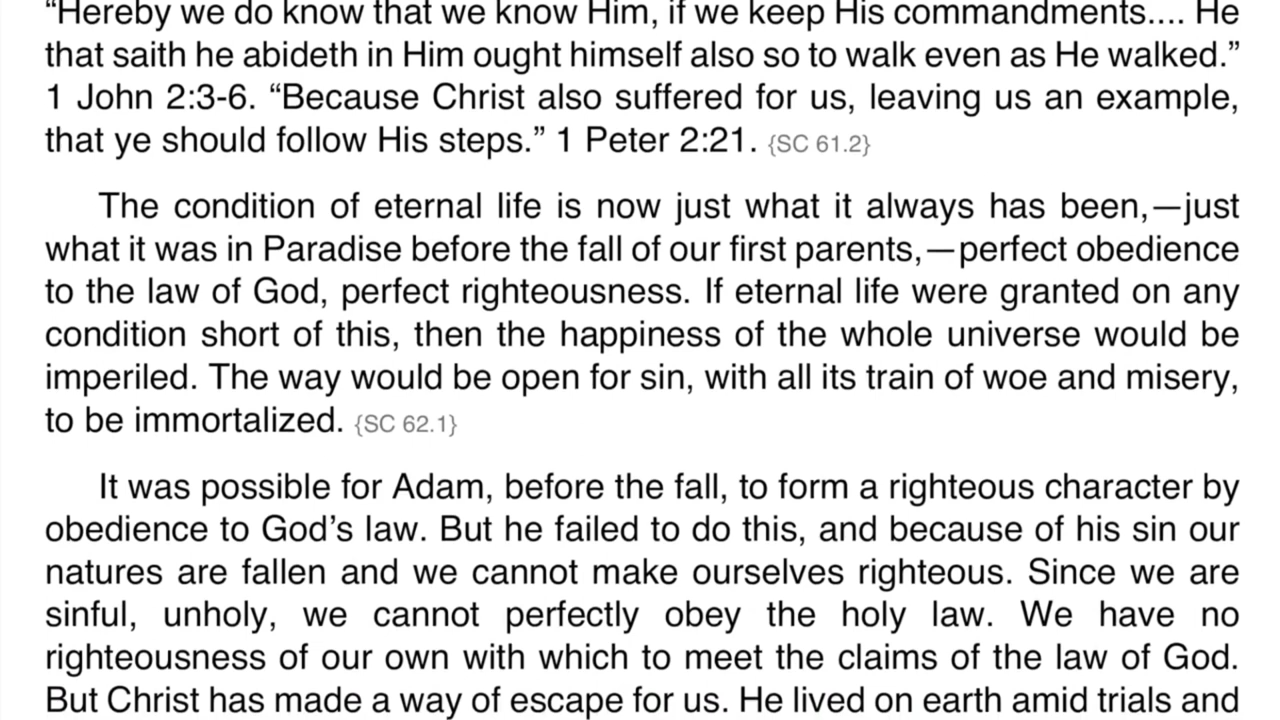 “Hereby we do know that we know Him, if we keep His commandments.... He
that saith he abideth in Him ought himself also so to walk even as He walked.”
1 John 2:3-6. “Because Christ also suffered for us, leaving us an example,
that ye should follow His steps.” 1 Peter 2:21. {SC 61.2}
The condition of eternal life is now just what it always has been,—just
what it was in Paradise before the fall of our first parents,—perfect obedience
to the law of God, perfect righteousness. If eternal life were granted on any
condition short of this, then the happiness of the whole universe would be
imperiled. The way would be open for sin, with all its train of woe and misery,
to be immortalized. {SC 62.1}
It was possible for Adam, before the fall, to form a righteous character by
obedience to God’s law. But he failed to do this, and because of his sin our
natures are fallen and we cannot make ourselves righteous. Since we are
sinful, unholy, we cannot perfectly obey the holy law. We have no
righteousness of our own with which to meet the claims of the law of God.
But Christ has made a way of escape for us. He lived on earth amid trials and